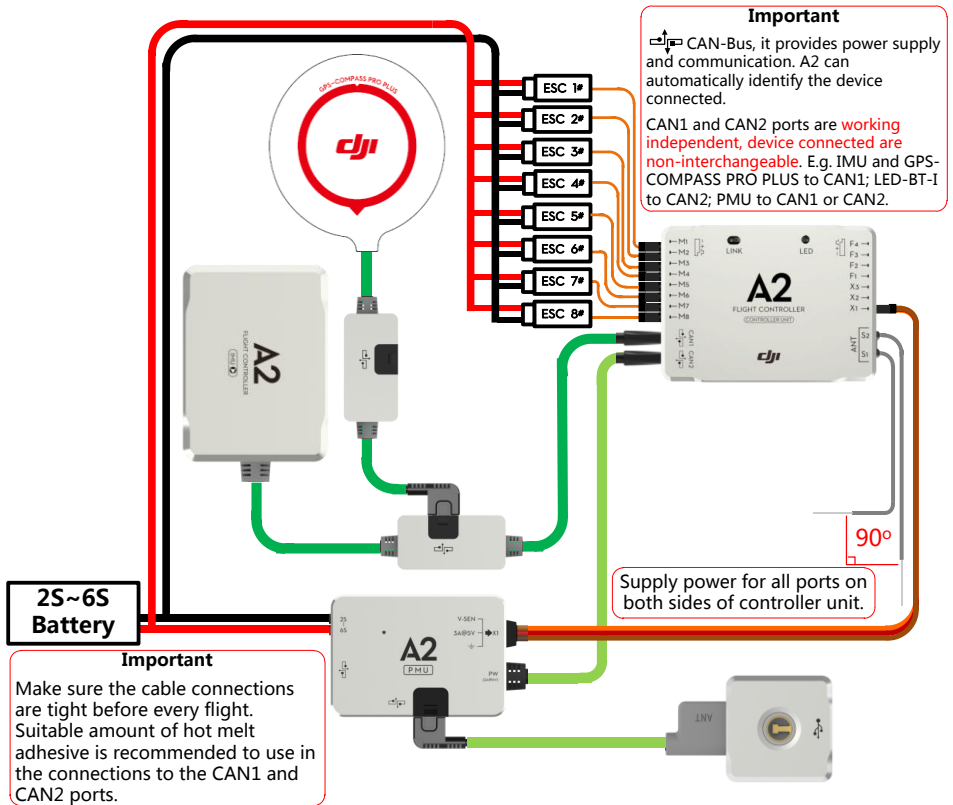 Important
CAN-Bus, it provides power supply
and communication. A2 can
automatically identify the device
connected.
CAN1 and CAN2 ports are working
independent, device connected are
non-interchangeable. E.g. IMU and GPS-
COMPASS PRO PLUS to CAN1; LED-BT-I
to CAN2; PMU to CAN1 or CAN2.
GPS-COMPASS PRO PLUS
dji
ESC 1#
ESC 2#
ESC 3#
ESC 4#
ESC 5#
ESC 6#
ESC 7#
ESC 8#
M1
M2
M3
M4
M5
M6
M7
M8
LINK
LED
F4
F3
F2
F1
X3
X2
X1
A2
FLIGHT CONTROLLER
(CONTROLLER UNIT)
dji
CAN1
CAN2
ANT
S2
S1
A2
FLIGHT CONTROLLER
IMU
90º
Supply power for all ports on
both sides of controller unit.
2S~6S
Battery
2S
6S
V-SEN
3A@5V
X1
A2
PMU
PW
ANT
Important
Make sure the cable connections
are tight before every flight.
Suitable amount of hot melt
adhesive is recommended to use in
the connections to the CAN1 and
CAN2 ports.